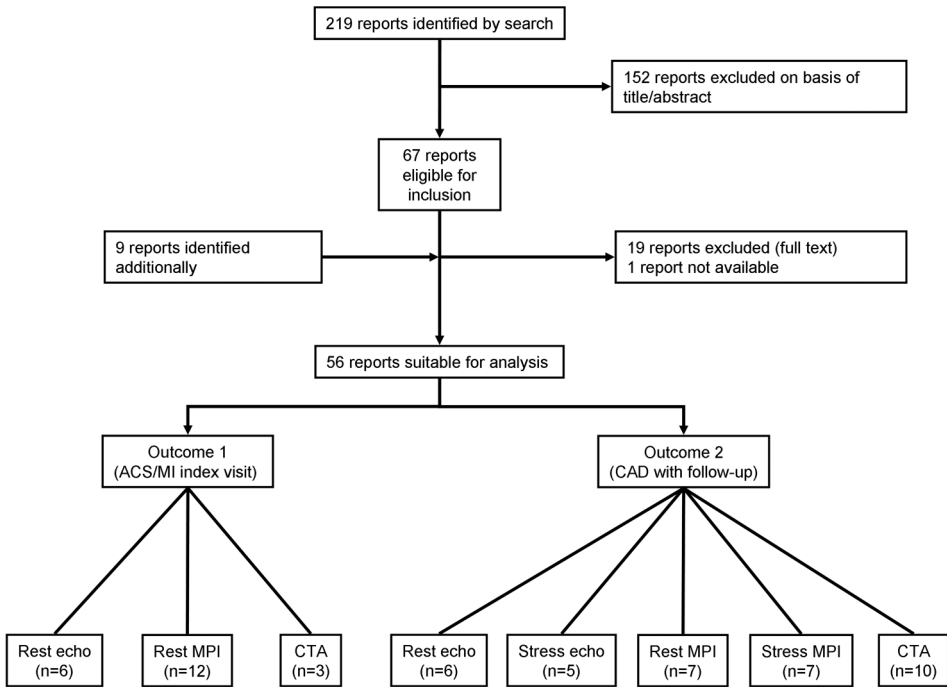 219 reports identified by search
152 reports excluded on basis of
title/abstract
67 reports
eligible for
inclusion
9 reports identified
additionally
19 reports excluded (full text)
1 report not available
56 reports suitable for analysis
Outcome 1
(ACS/MI index visit)
Outcome 2
(CAD with follow-up)
Rest echo
(n=6)
Rest MPI
(n=12)
CTA
(n=3)
Rest echo
(n=6)
Stress echo
(n=5)
Rest MPI
(n=7)
Stress MPI
(n=7)
CTA
(n=10)